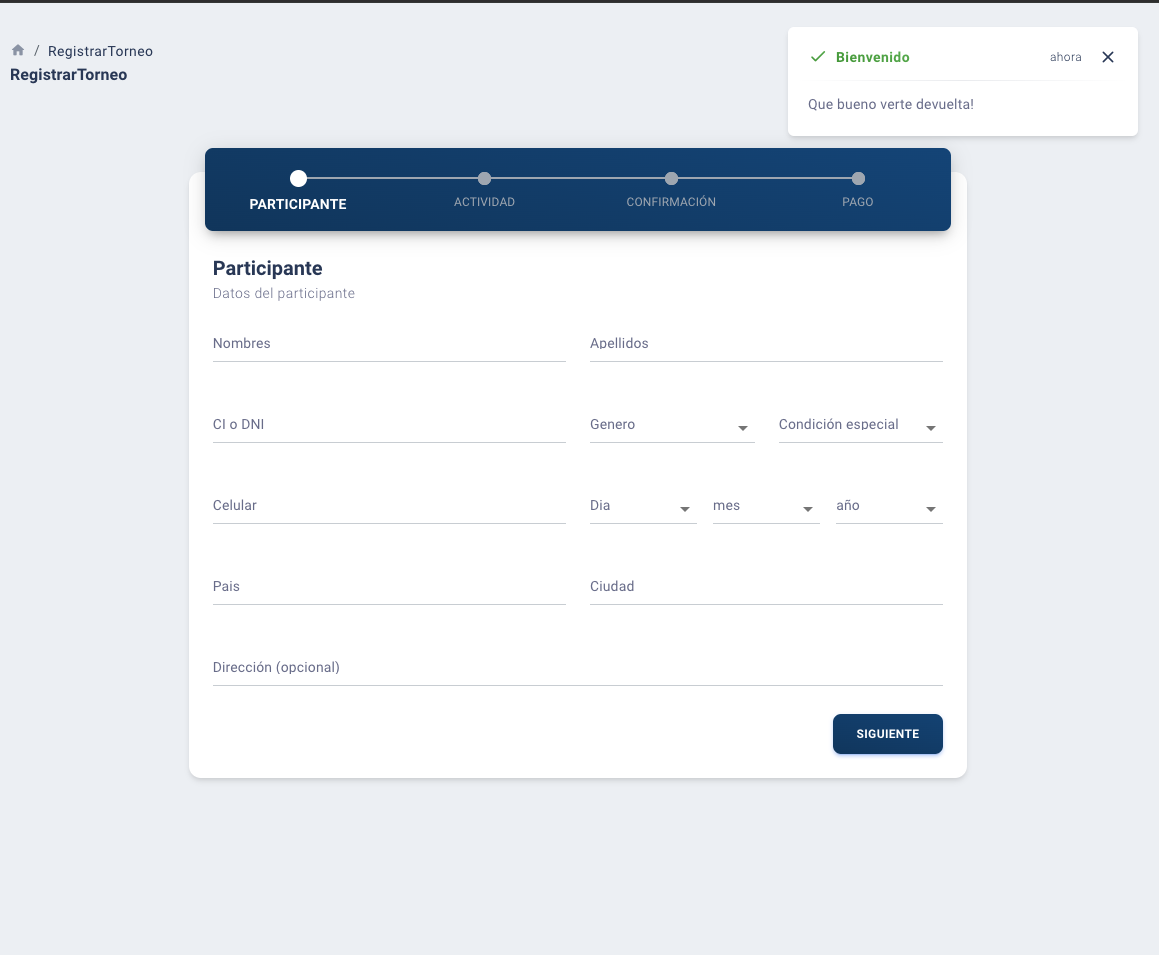 / RegistrarTorneo
RegistrarTorneo
Bienvenido ahora
Que bueno verte devuelta!
PARTICIPANTE ACTIVIDAD CONFIRMACIÓN PAGO
Participante
Datos del participante
Nombres Apellidos
CI o DNI Genero Condición especial
Celular Dia mes año
Pais Ciudad
Dirección (opcional)
SIGUIENTE